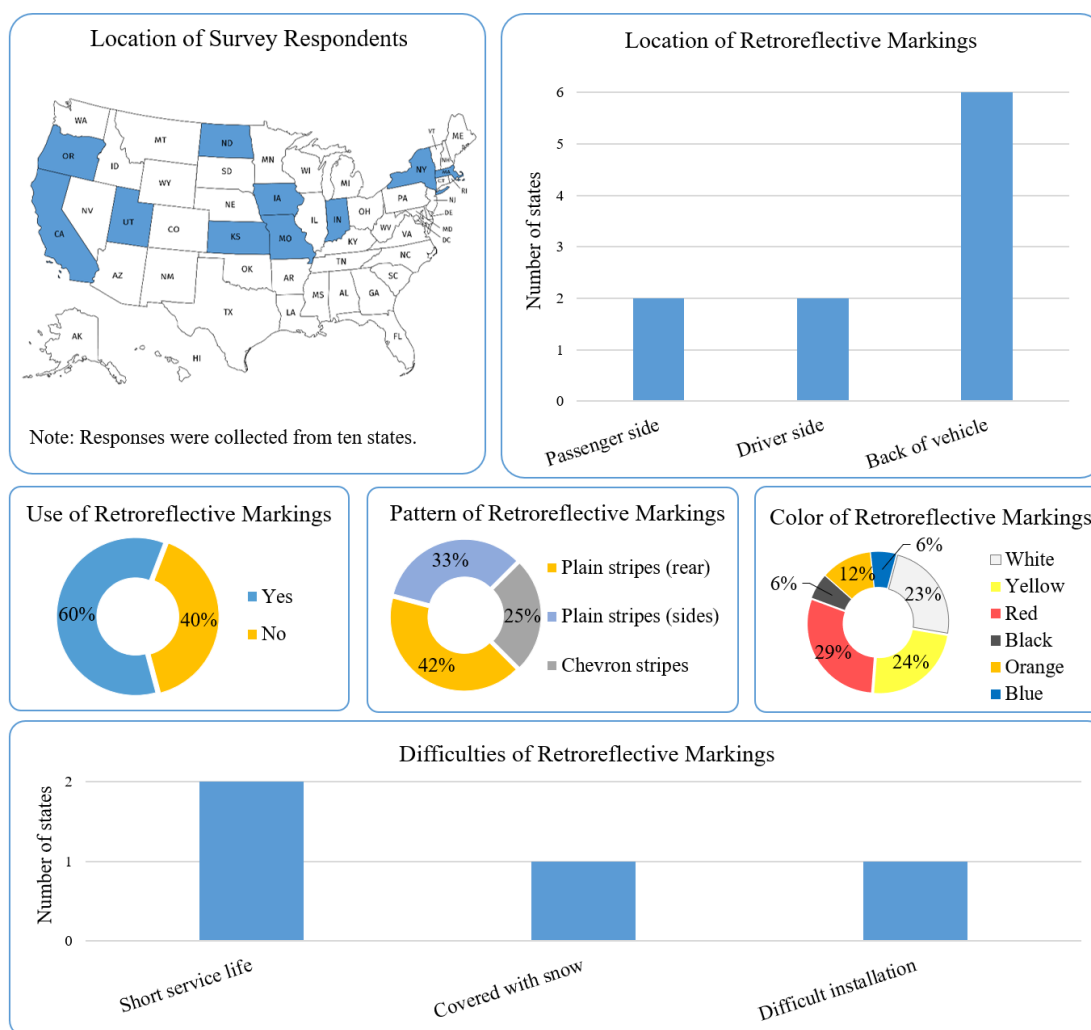 Location of Survey Respondents
WA
MT
ND
OR
ID
WY
SD
MN
WI
MI
NY
VT
NH
ME
MA
CT
RI
NJ
DE
MD
DC
PA
OH
IN
IL
IA
NE
NV
UT
CO
KS
MO
KY
WV
VA
NC
TN
SC
CA
AZ
NM
OK
AR
MS
AL
GA
LA
TX
FL
AK
HI
Note: Responses were collected from ten states.
Location of Retroreflective Markings
Number of states
6
5
4
3
2
1
0
Passenger side
Driver side
Back of vehicle
Use of Retroreflective Markings
60%
40%
Yes
No
Pattern of Retroreflective Markings
33%
25%
42%
Plain stripes (rear)
Plain stripes (sides)
Chevron stripes
Color of Retroreflective Markings
6%
12%
6%
23%
29%
24%
White
Yellow
Red
Black
Orange
Blue
Difficulties of Retroreflective Markings
Number of states
2
1
0
Short service life
Covered with snow
Difficult installation